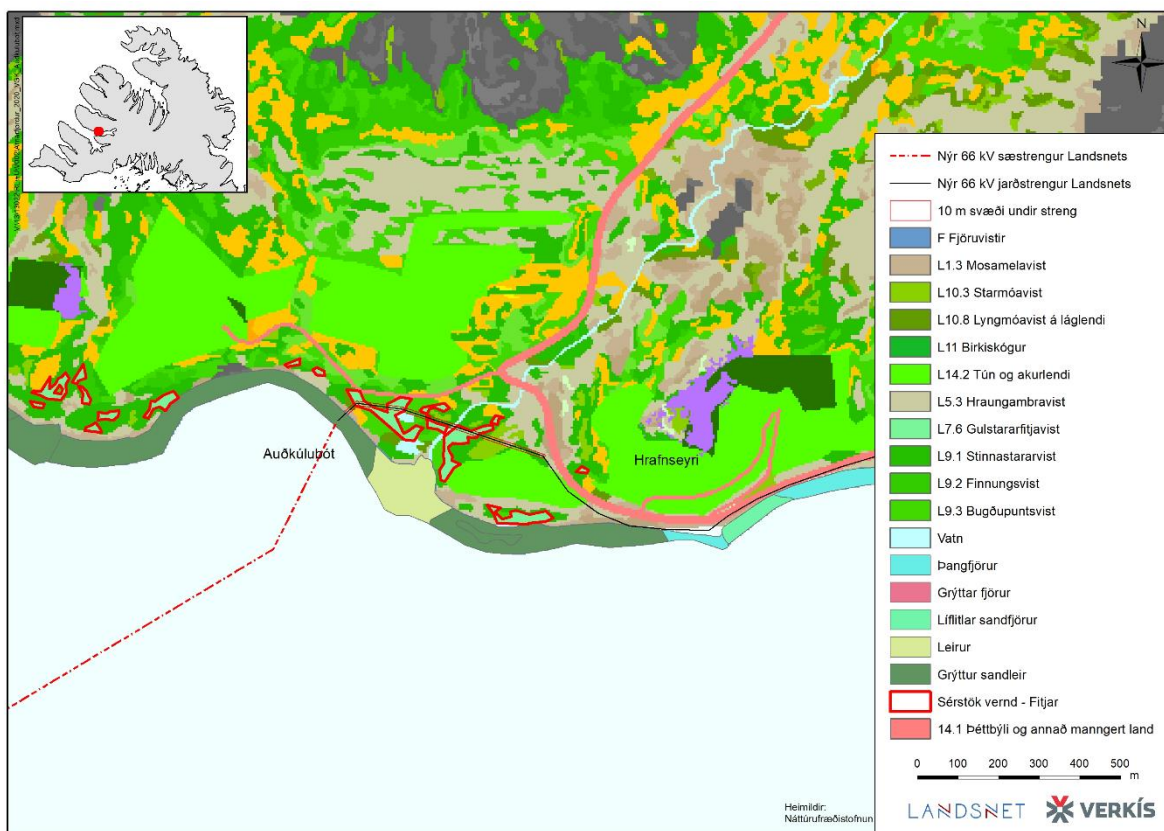 N
Nýr 66 kV sæstrengur Landsnets
Nýr 66 kV jarðstrengur Landsnets
10 m svæði undir streng
F Fjöruvistir
L1.3 Mosamelavist
L10.3 Starmóavist
L10.8 Lyngmóavist á láglendi
L11 Birkiskógur
L14.2 Tún og akurlendi
L5.3 Hraungambravist
L7.6 Gulstararfitjavist
L9.1 Stinnastararvist
L9.2 Finnungsvist
L9.3 Bugðupuntsvist
Vatn
Þangfjörur
Grýttar fjörur
Líflitlar sandfjörur
Leirur
Grýttur sandleir
Sérstök vernd - Fitjar
14.1 Þéttbýli og annað manngert land
Auðkúlubót
Hrafnseyri
0 100 200 300 400 500
m
Heimildir:
Náttúrufræðistofnun
LANDSNET VERKÍS